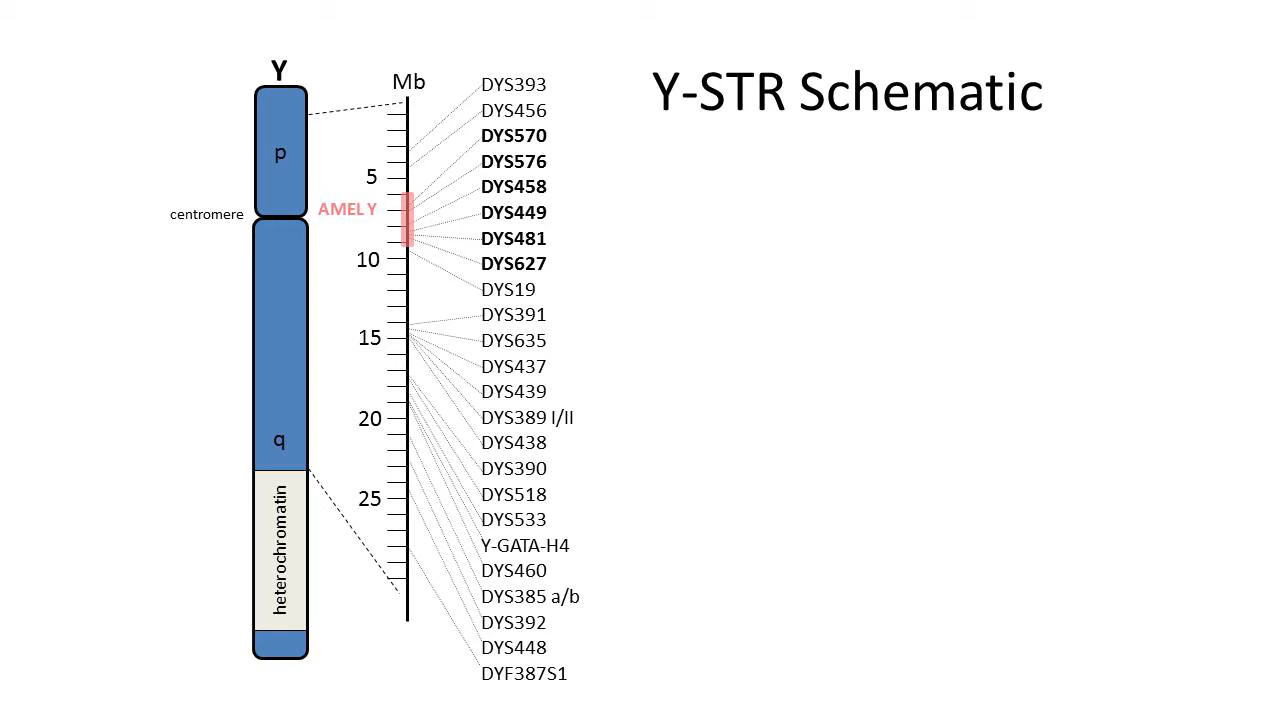 Y-STR Schematic
Y
Mb
p
centromere
AMEL Y
q
heterochromatin
5
10
15
20
25
DYS393
DYS456
DYS570
DYS576
DYS458
DYS449
DYS481
DYS627
DYS19
DYS391
DYS635
DYS437
DYS439
DYS389 I/II
DYS438
DYS390
DYS518
DYS533
Y-GATA-H4
DYS460
DYS385 a/b
DYS392
DYS448
DYF387S1